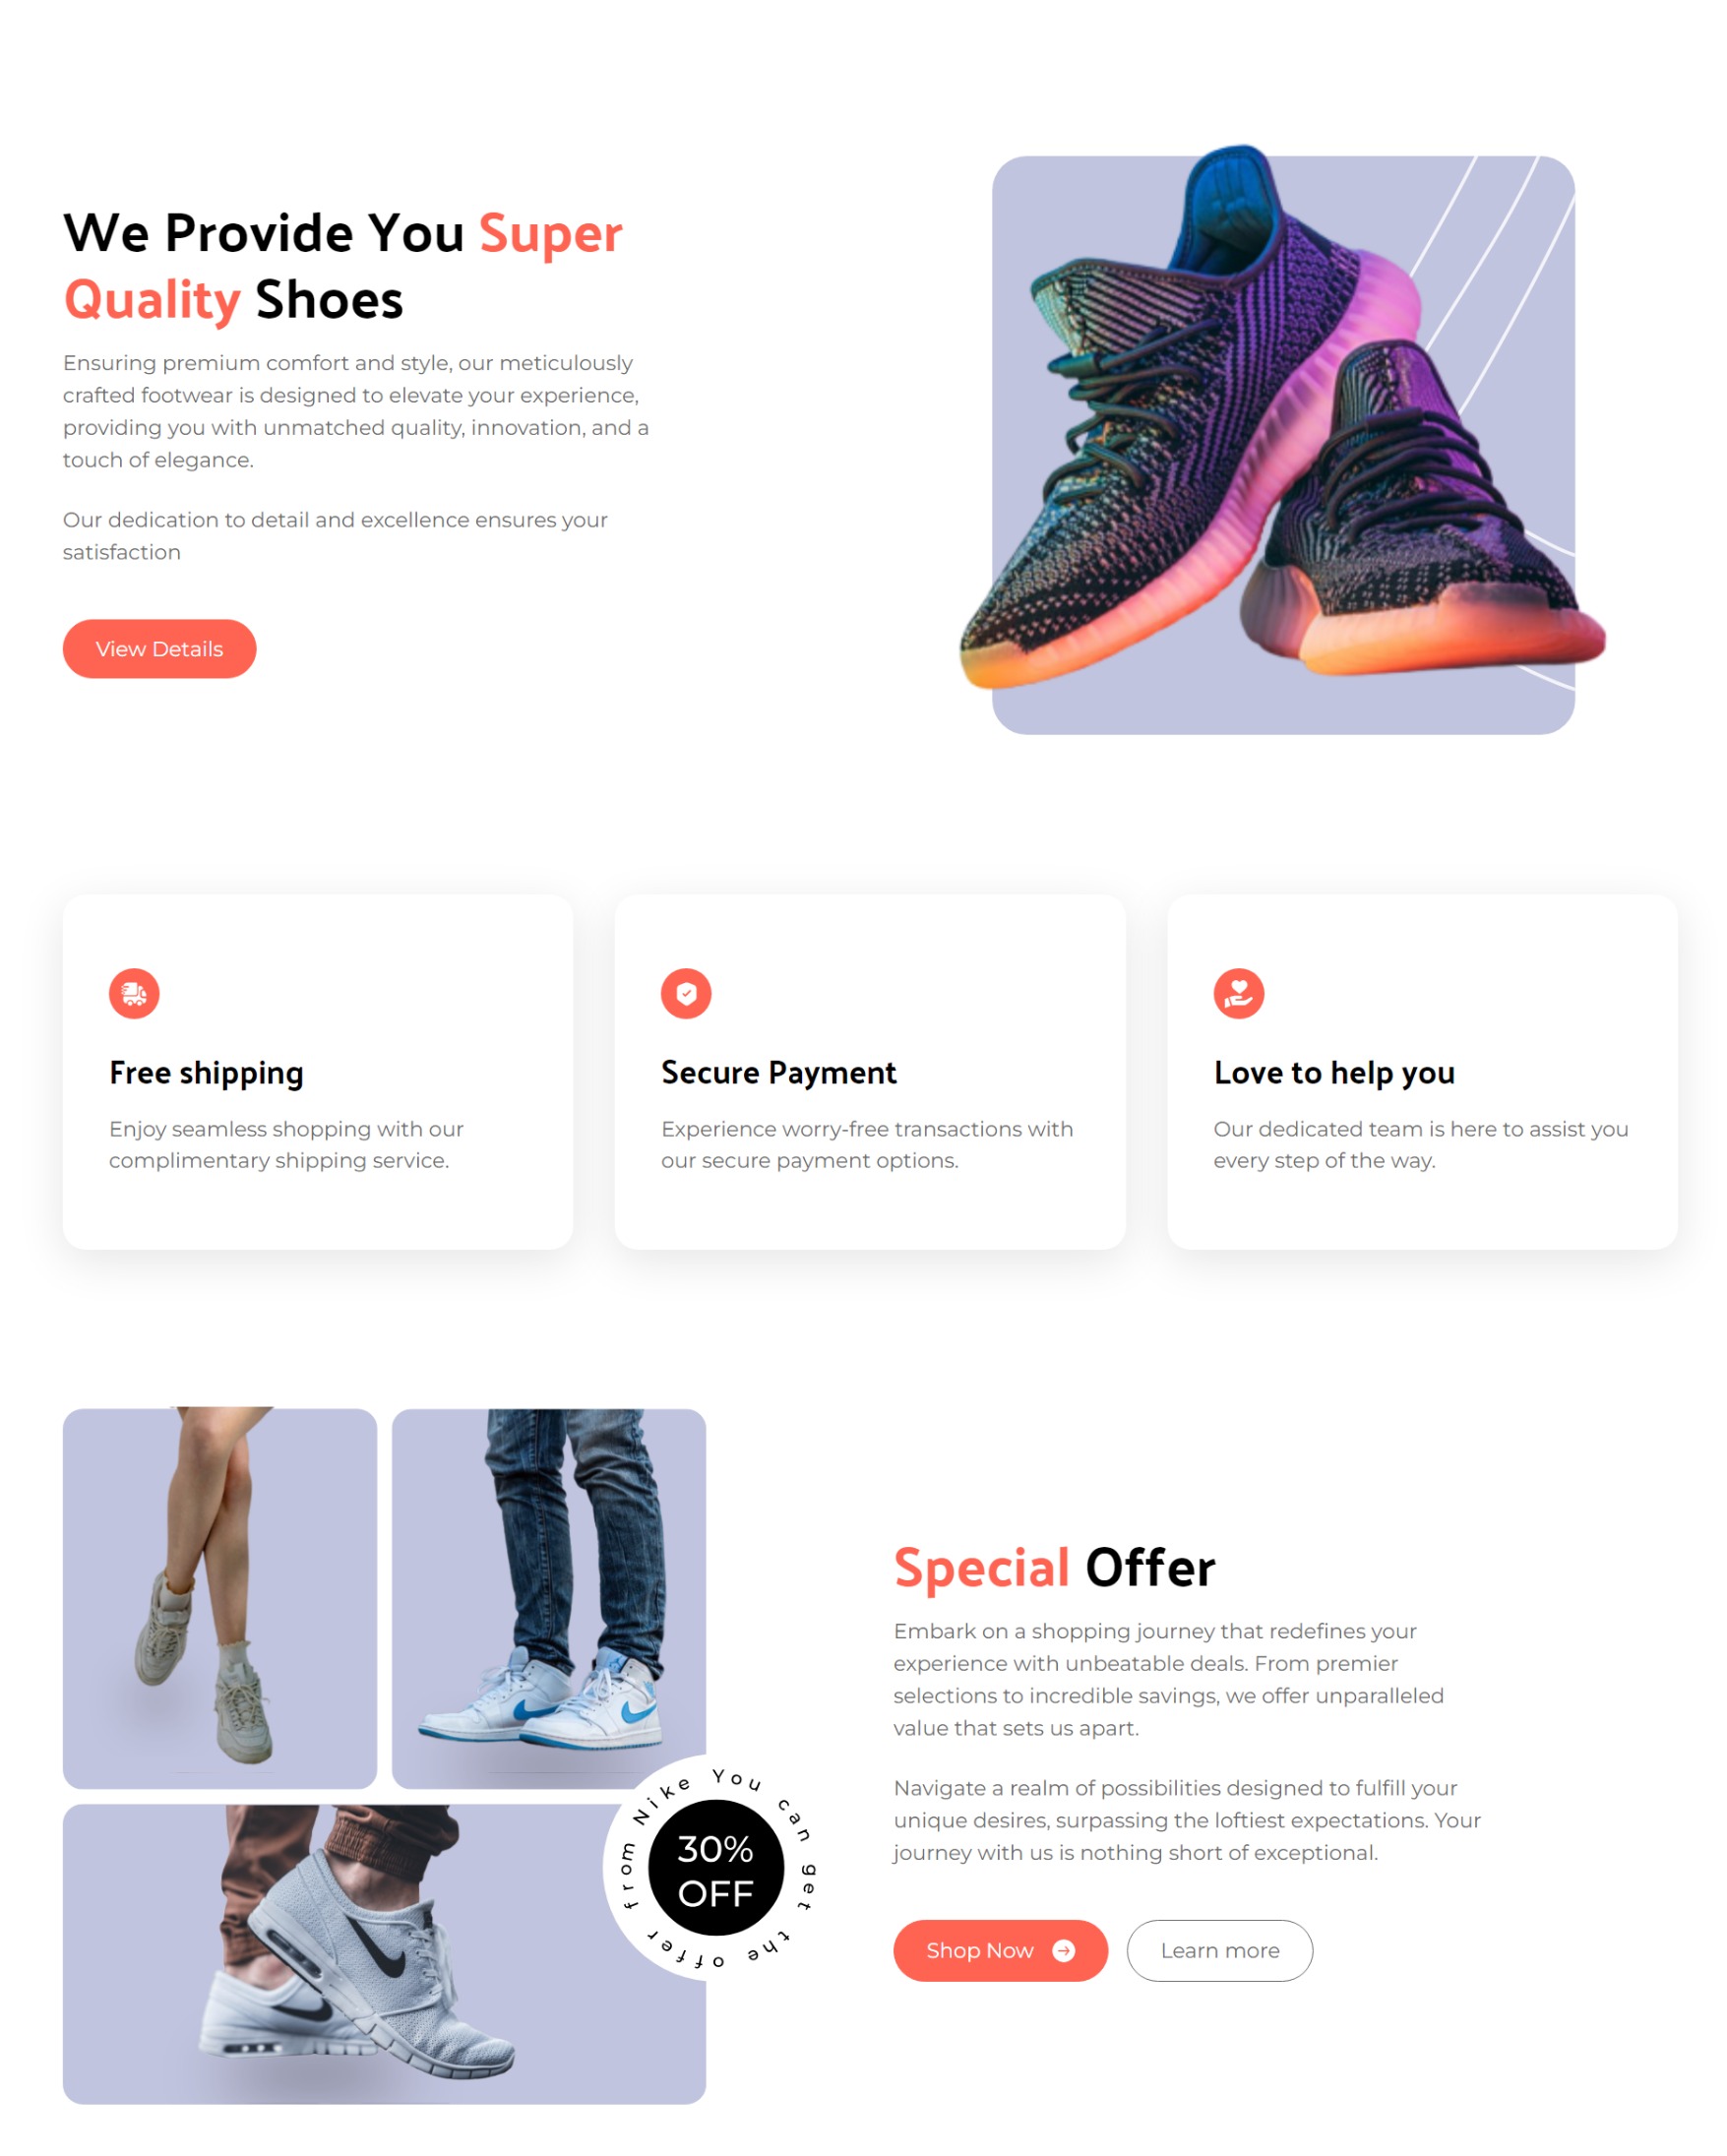 We Provide You Super
Quality Shoes
Ensuring premium comfort and style, our meticulously
crafted footwear is designed to elevate your experience,
providing you with unmatched quality, innovation, and a
touch of elegance.
Our dedication to detail and excellence ensures your
satisfaction
View Details
Free shipping
Enjoy seamless shopping with our
complimentary shipping service.
Secure Payment
Experience worry-free transactions with
our secure payment options.
Love to help you
Our dedicated team is here to assist you
every step of the way.
You can get the offer from Nike
30%
OFF
Special Offer
Embark on a shopping journey that redefines your
experience with unbeatable deals. From premier
selections to incredible savings, we offer unparalleled
value that sets us apart.
Navigate a realm of possibilities designed to fulfill your
unique desires, surpassing the loftiest expectations. Your
journey with us is nothing short of exceptional.
Shop Now
Learn more